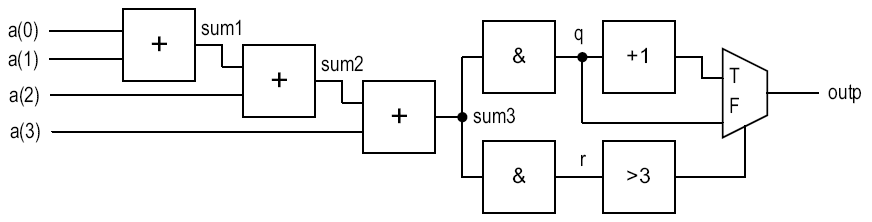 a(0)
a(1)
a(2)
a(3)
+
sum1
+
sum2
+
sum3
&
q
+1
T
F
outp
&
r
>3